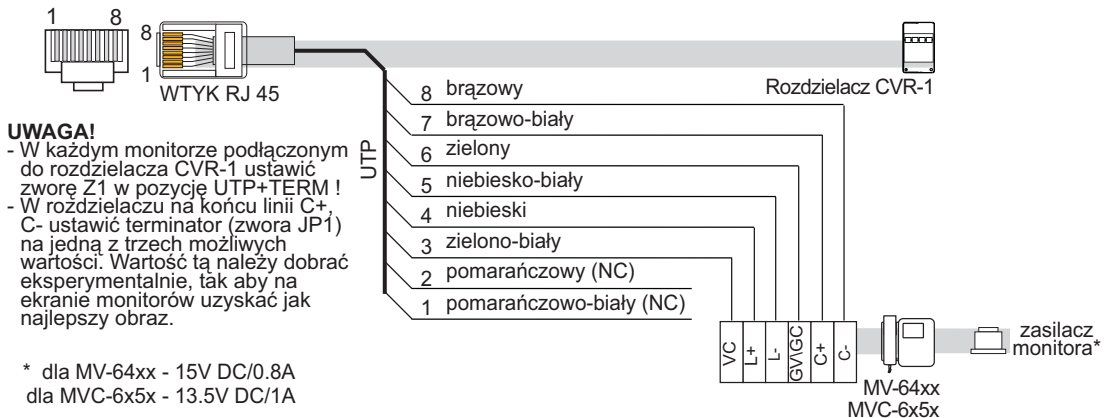 1 8
8
1
WTYK RJ 45
Rozdzielacz CVR-1
UWAGA!
- W każdym monitorze podłączonym
do rozdzielacza CVR-1 ustawić
zworę Z1 w pozycję UTP+TERM !
- W rozdzielaczu na końcu linii C+,
C- ustawić terminator (zwora JP1)
na jedną z trzech możliwych
wartości. Wartość tą należy dobrać
eksperymentalnie, tak aby na
ekranie monitorów uzyskać jak
najlepszy obraz.
* dla MV-64xx - 15V DC/0.8A
dla MVC-6x5x - 13.5V DC/1A
UTP
8 brązowy
7 brązowo-biały
6 zielony
5 niebiesko-biały
4 niebieski
3 zielono-biały
2 pomarańczowy (NC)
1 pomarańczowo-biały (NC)
VC
L+
L-
GV\GC
C+
C-
MV-64xx
MVC-6x5x
zasilacz
monitora*